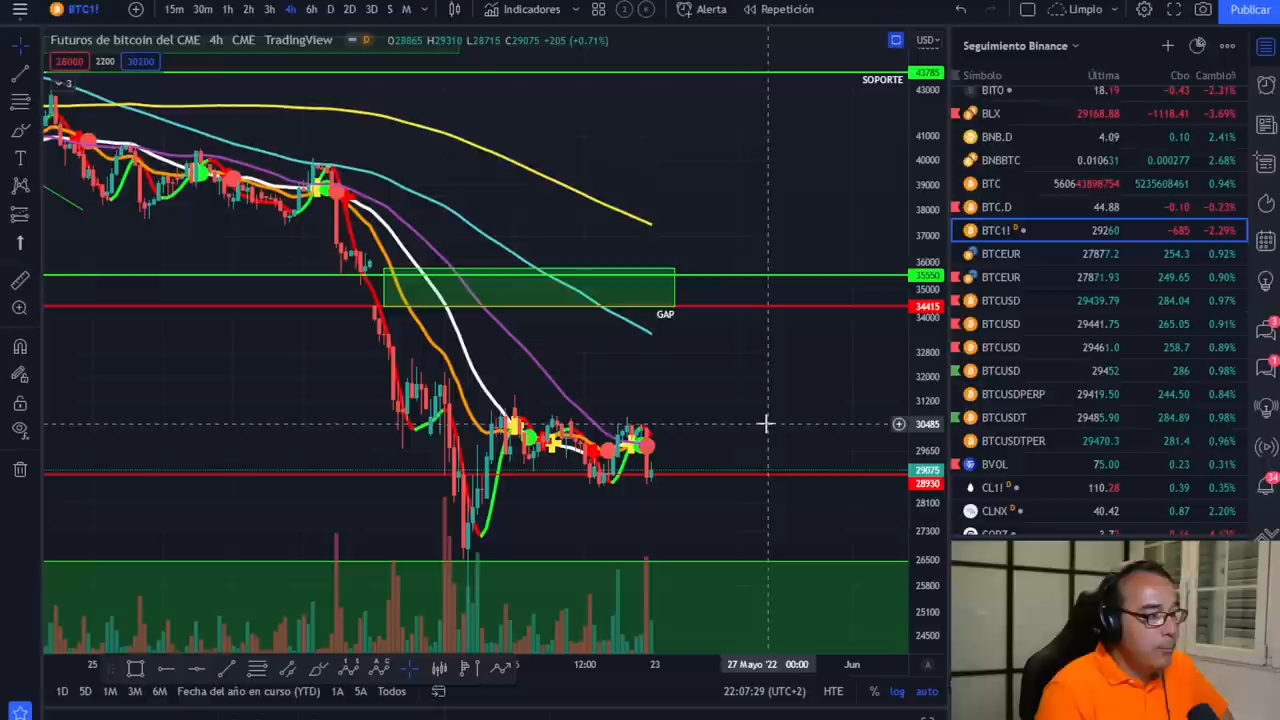 BTC1! 15m 30m 1h 2h 3h 4h 6h D 2D 3D S M Indicadores 2 Alerta Repetición Limpio Publicar
Futuros de bitcoin del CME 4h CME TradingView D O28865 H29310 L28715 C29075 +205 (+0.71%) USD
28000 2200 30200
3
SOPORTE
GAP
43785
43000
41000
40000
39000
38000
37000
36000
35550
35000
34415
34000
32800
32000
31200
30485
29650
29075
28930
28100
27300
26500
25800
25100
24500
25 12:00 23 27 Mayo '22 00:00 Jun A
1D 5D 1M 3M 6M Fecha del año en curso (YTD) 1A 5A Todos 22:07:29 (UTC+2) HTE % log auto
Seguimiento Binance
Símbolo Última Cbo Cambio%
BITO 18.19 −0.43 −2.31%
BLX 29168.88 −1118.41 −3.69%
BNB.D 4.09 0.10 2.41%
BNBBTC 0.010631 0.000277 2.68%
BTC 560643898754 5235608461 0.94%
BTC.D 44.88 −0.10 −0.23%
BTC1! D 29260 −685 −2.29%
BTCEUR 27877.2 254.3 0.92%
BTCEUR 27871.93 249.65 0.90%
BTCUSD 29439.79 284.04 0.97%
BTCUSD 29441.75 265.05 0.91%
BTCUSD 29461.0 258.7 0.89%
BTCUSD 29452 286 0.98%
BTCUSDPERP 29419.50 244.50 0.84%
BTCUSDT 29485.90 284.89 0.98%
BTCUSDTPER 29470.3 281.4 0.96%
BVOL 75.00 0.23 0.31%
CL1! D 110.28 0.39 0.35%
CLNX D 40.42 0.87 2.20%
3
1
34